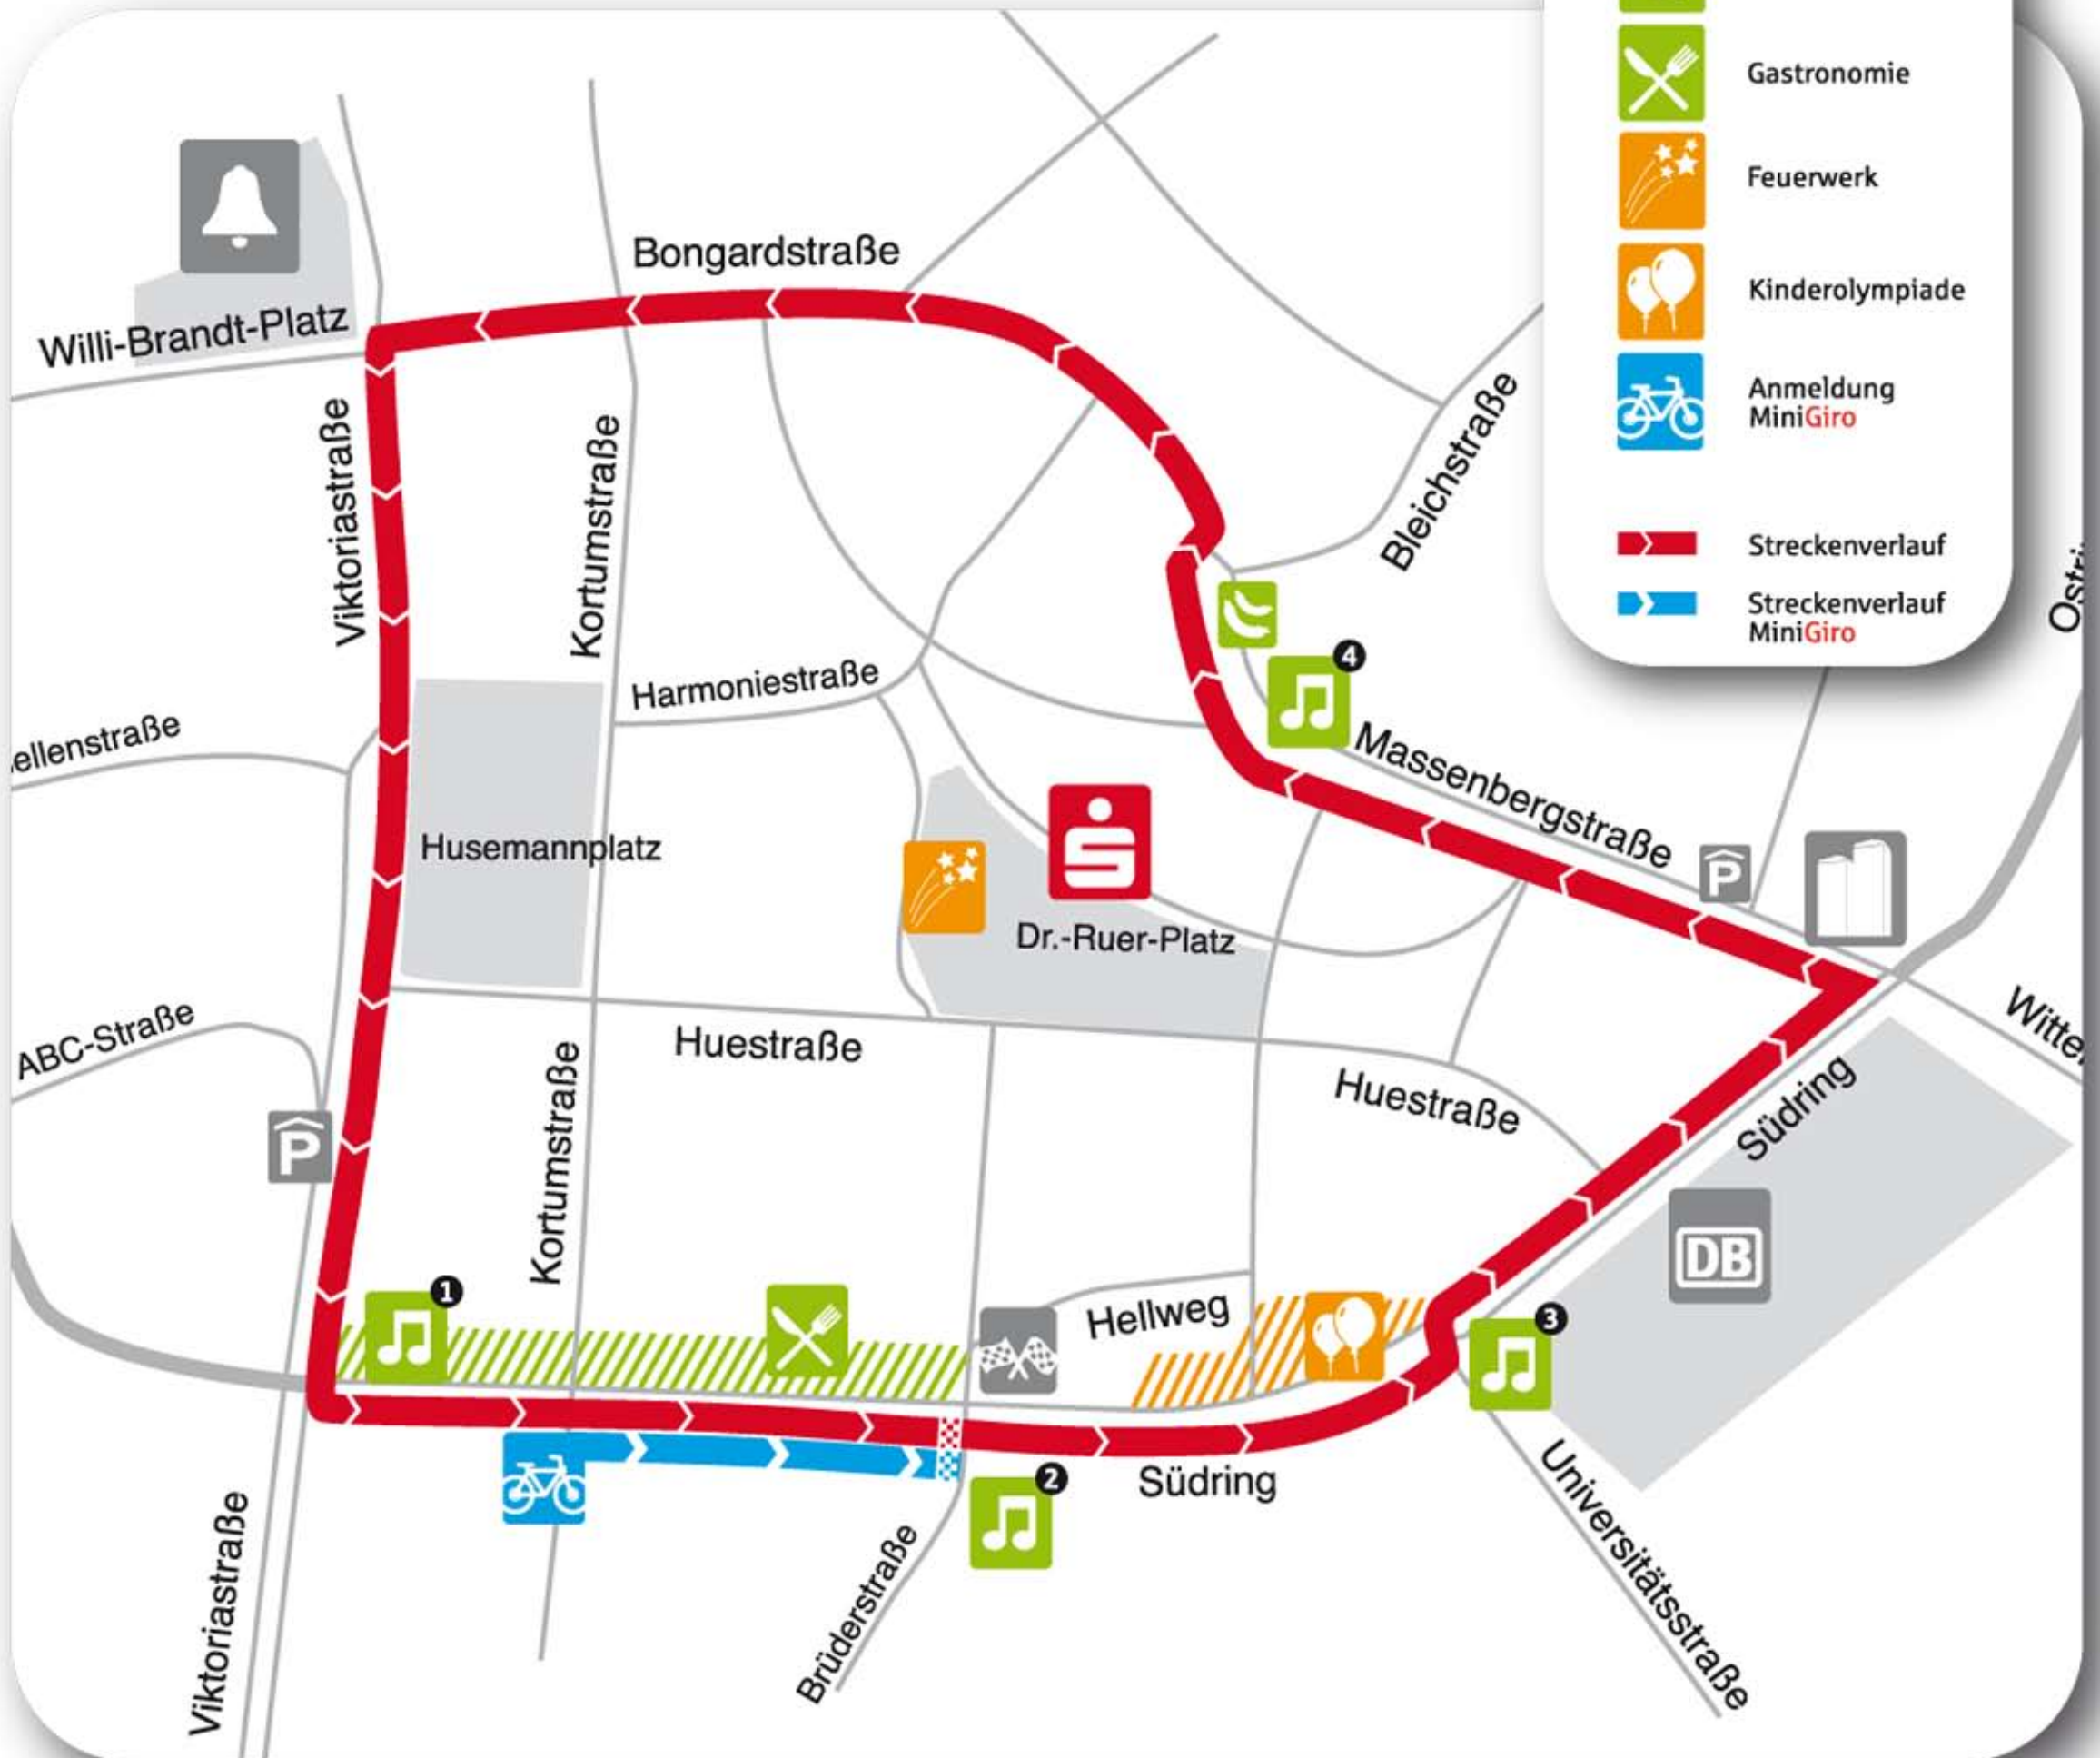 Gastronomie
Feuerwerk
Kinderolympiade
Anmeldung
MiniGiro
Streckenverlauf
Streckenverlauf
MiniGiro
Bongardstraße
Willi-Brandt-Platz
Viktoriastraße
Kortumstraße
Bleichstraße
Harmoniestraße
4
ellenstraße
Massenbergstraße
Husemannplatz
P
Dr.-Ruer-Platz
ABC-Straße
Huestraße
Kortumstraße
Huestraße
Südring
P
DB
1
Hellweg
3
Südring
2
Viktoriastraße
Brüderstraße
Universitätsstraße